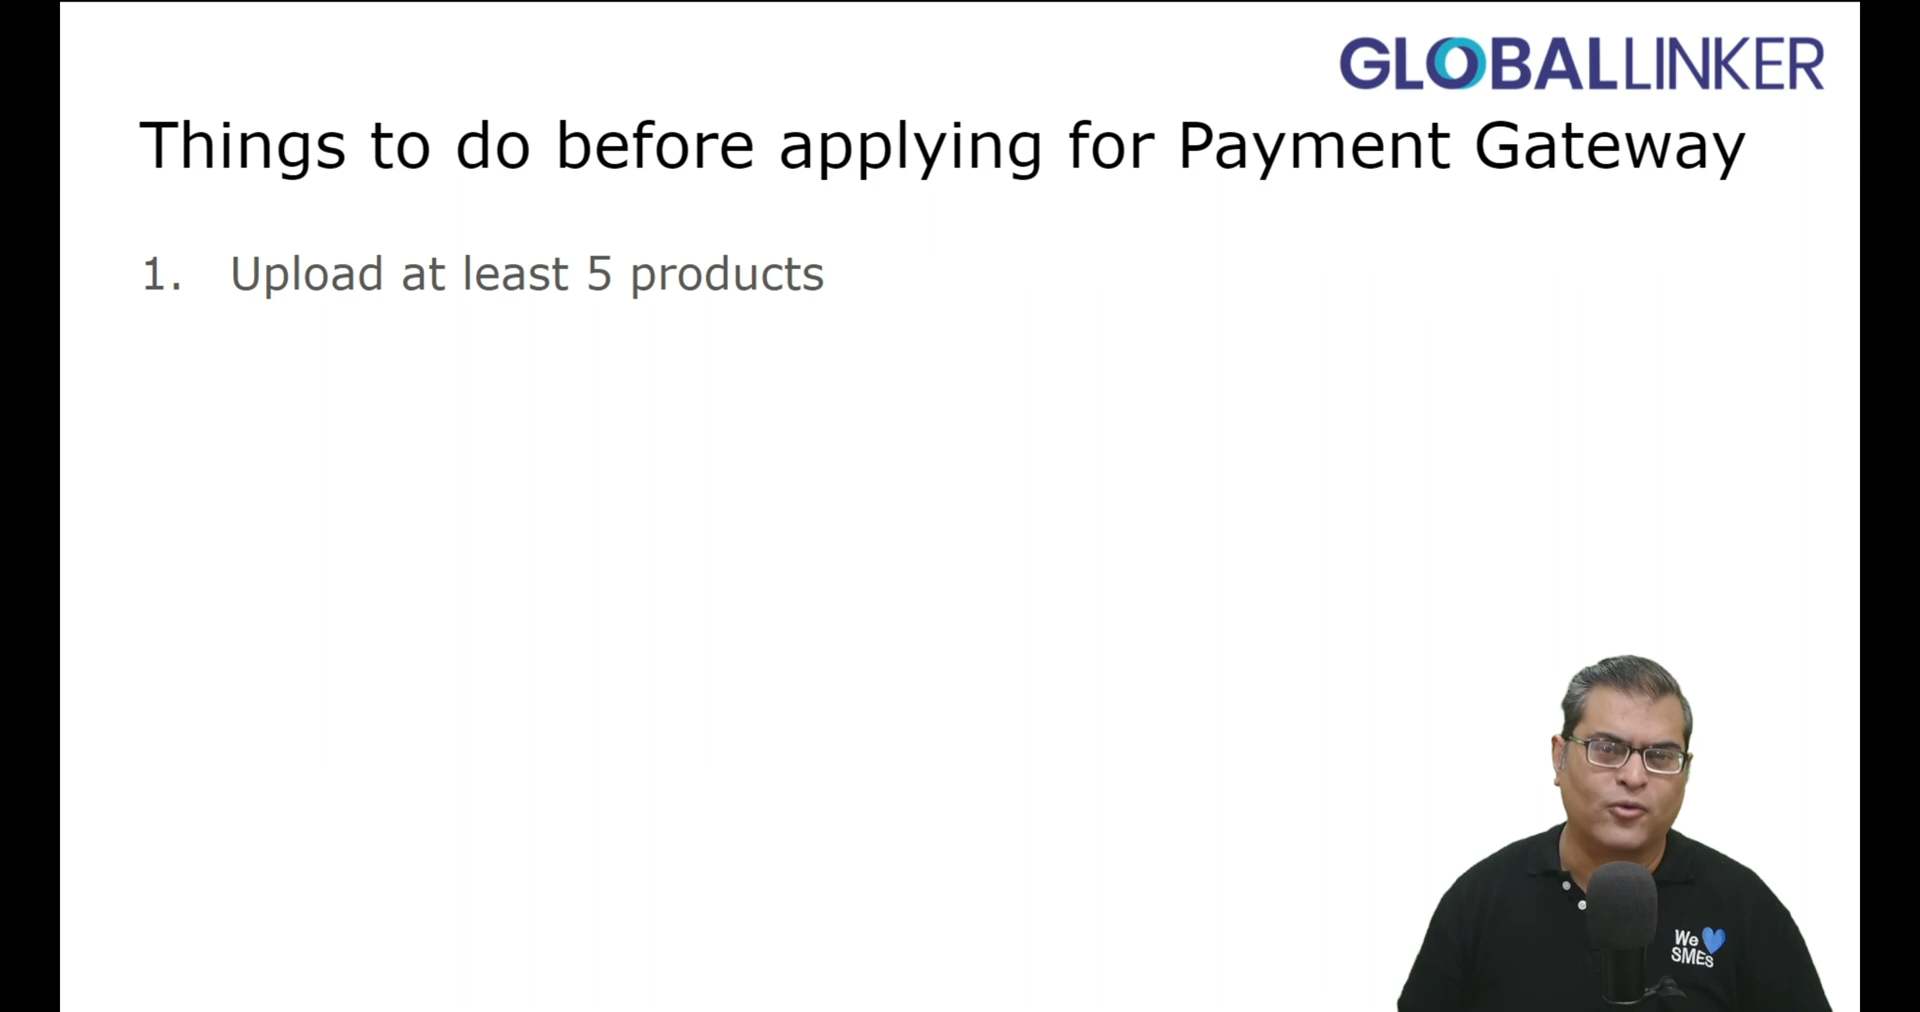 GLOBALLINKER
Things to do before applying for Payment Gateway
1. Upload at least 5 products
We 💙
SMEs